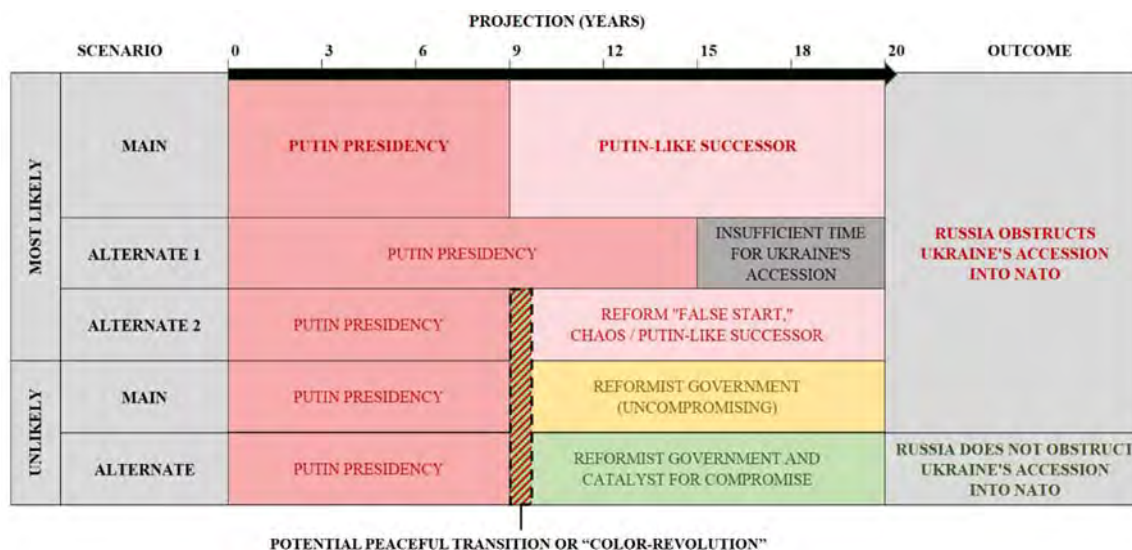 PROJECTION (YEARS)
SCENARIO 0 3 6 9 12 15 18 20 OUTCOME
MOST LIKELY
MAIN PUTIN PRESIDENCY PUTIN-LIKE SUCCESSOR
ALTERNATE 1 PUTIN PRESIDENCY
INSUFFICIENT TIME
FOR UKRAINE'S
ACCESSION
RUSSIA OBSTRUCTS
UKRAINE'S ACCESSION
INTO NATO
ALTERNATE 2 PUTIN PRESIDENCY
REFORM "FALSE START,"
CHAOS / PUTIN-LIKE SUCCESSOR
UNLIKELY
MAIN PUTIN PRESIDENCY
REFORMIST GOVERNMENT
(UNCOMPROMISING)
ALTERNATE PUTIN PRESIDENCY
REFORMIST GOVERNMENT AND
CATALYST FOR COMPROMISE
RUSSIA DOES NOT OBSTRUCT
UKRAINE'S ACCESSION
INTO NATO
POTENTIAL PEACEFUL TRANSITION OR “COLOR-REVOLUTION”